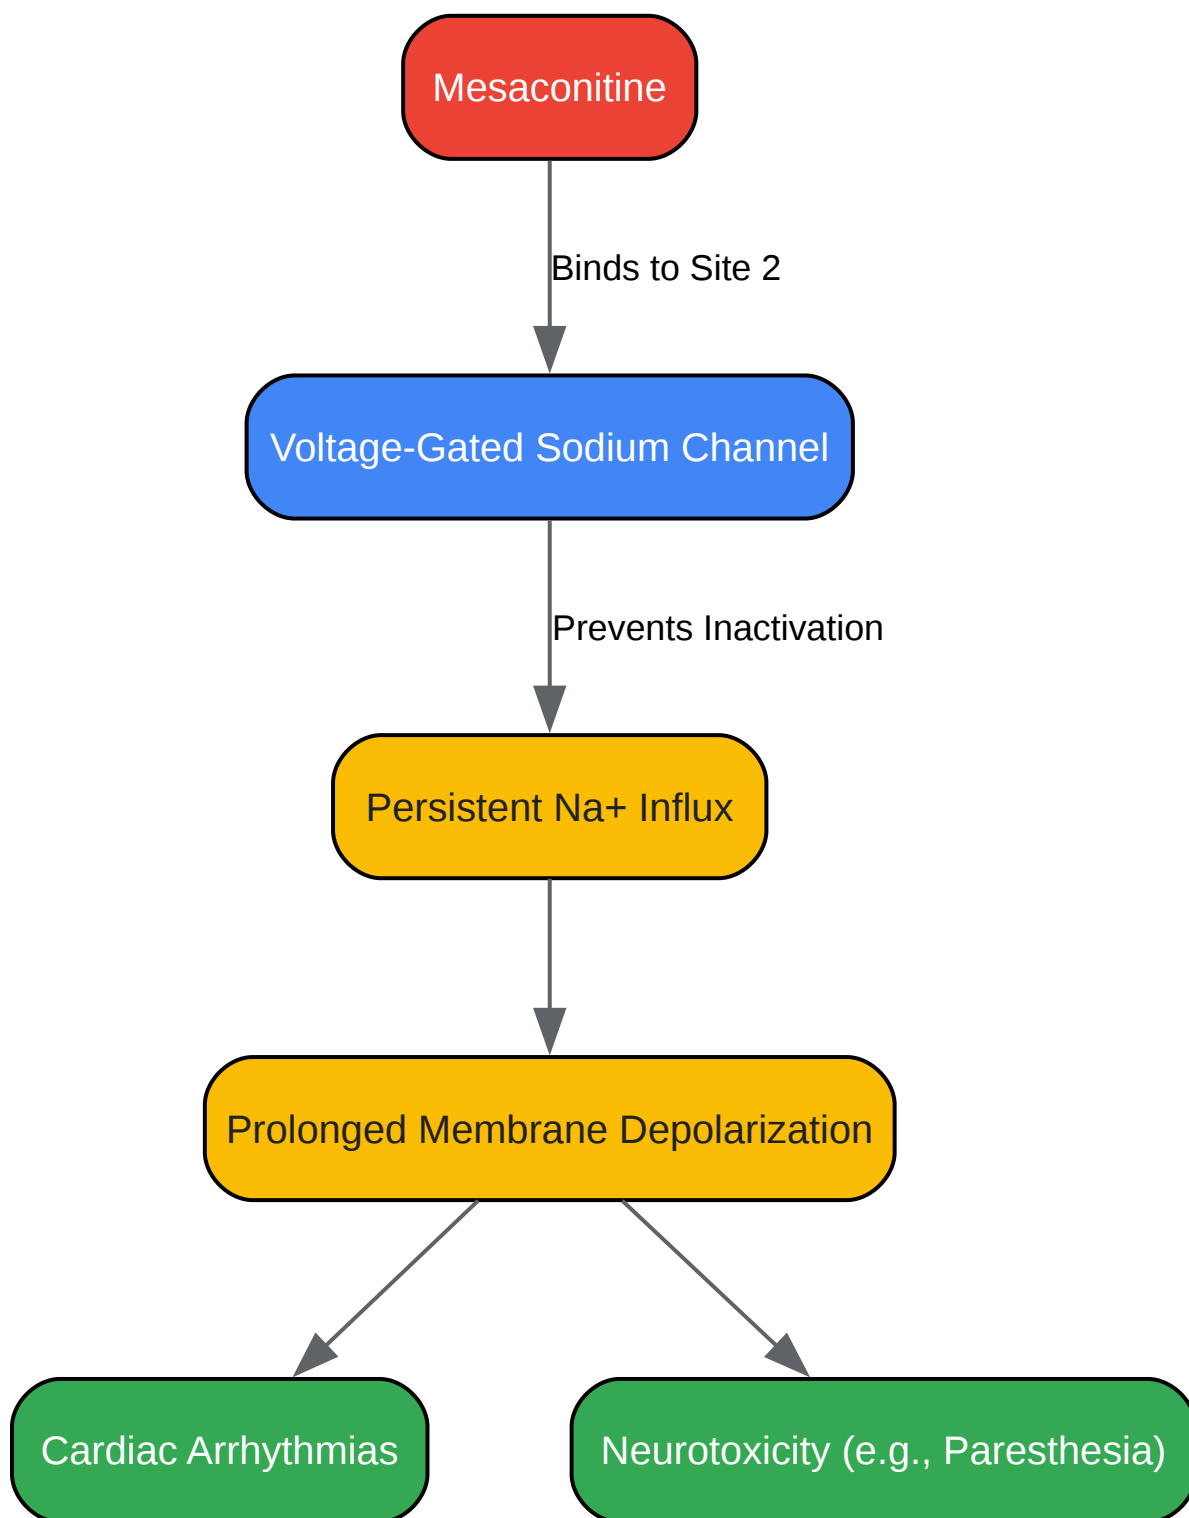 Mesaconitine
Binds to Site 2
Voltage-Gated Sodium Channel
Prevents Inactivation
Persistent Na+ Influx
Prolonged Membrane Depolarization
Cardiac Arrhythmias
Neurotoxicity (e.g., Paresthesia)